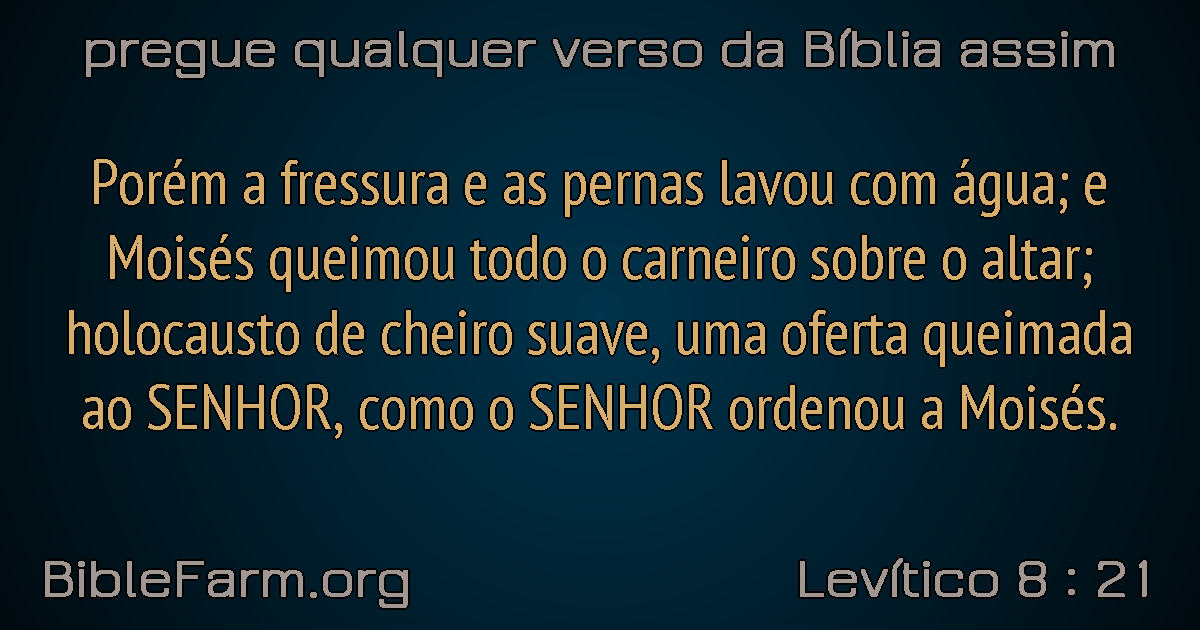 pregue qualquer verso da Bíblia assim
Porém a fressura e as pernas lavou com água; e
Moisés queimou todo o carneiro sobre o altar;
holocausto de cheiro suave, uma oferta queimada
ao SENHOR, como o SENHOR ordenou a Moisés.
BibleFarm.org
Levítico 8 : 21